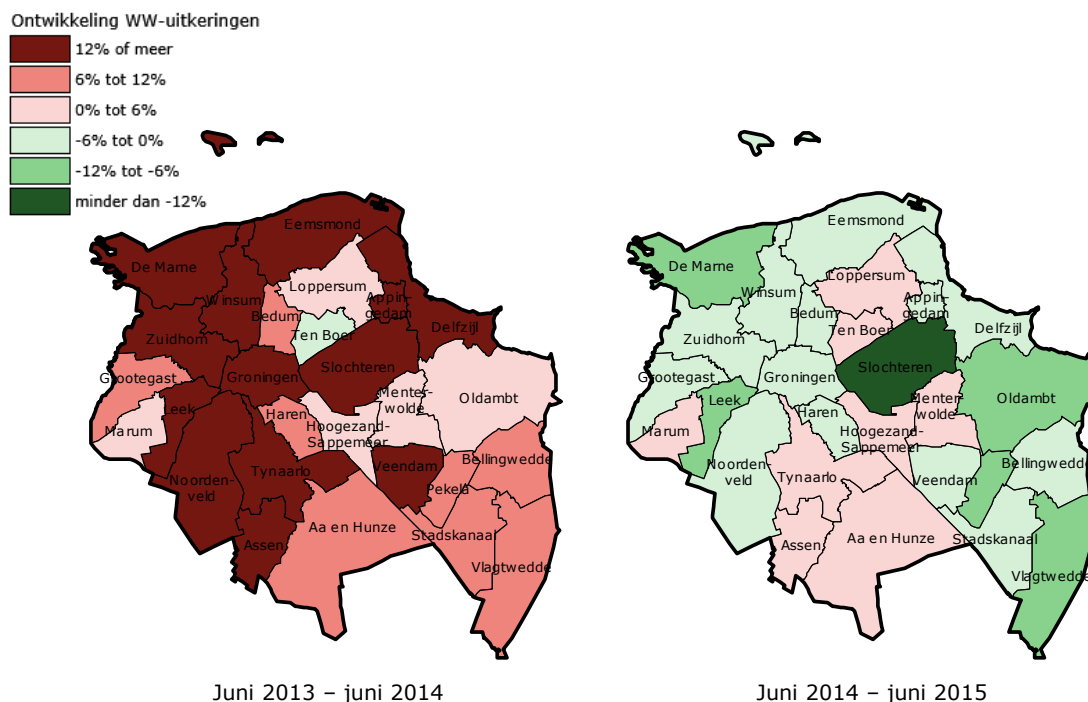 Ontwikkeling WW-uitkeringen
12% of meer
6% tot 12%
0% tot 6%
-6% tot 0%
-12% tot -6%
minder dan -12%
Eemsmond
De Marne
Loppersum
Winsum
Appin-
gedam
Bedum
Delfzijl
Ten Boer
Zuidhorn
Grootegast
Groningen
Slochteren
Menter-
wolde
Oldambt
Leek
Haren
Marum
Hoogezand-
Sappemeer
Tynaarlo
Veendam
Bellingwedde
Noorden-
veld
Pekela
Aa en Hunze
Stadskanaal
Assen
Vlagtwedde
Juni 2013 – juni 2014
Eemsmond
De Marne
Loppersum
Winsum
Appin-
gedam
Bedum
Delfzijl
Ten Boer
Zuidhorn
Grootegast
Groningen
Slochteren
Leek
Menter-
wolde
Oldambt
Haren
Marum
Hoogezand-
Sappemeer
Noorden-
veld
Tynaarlo
Veendam
Bellingwedde
Aa en Hunze
Stadskanaal
Assen
Vlagtwedde
Juni 2014 – juni 2015